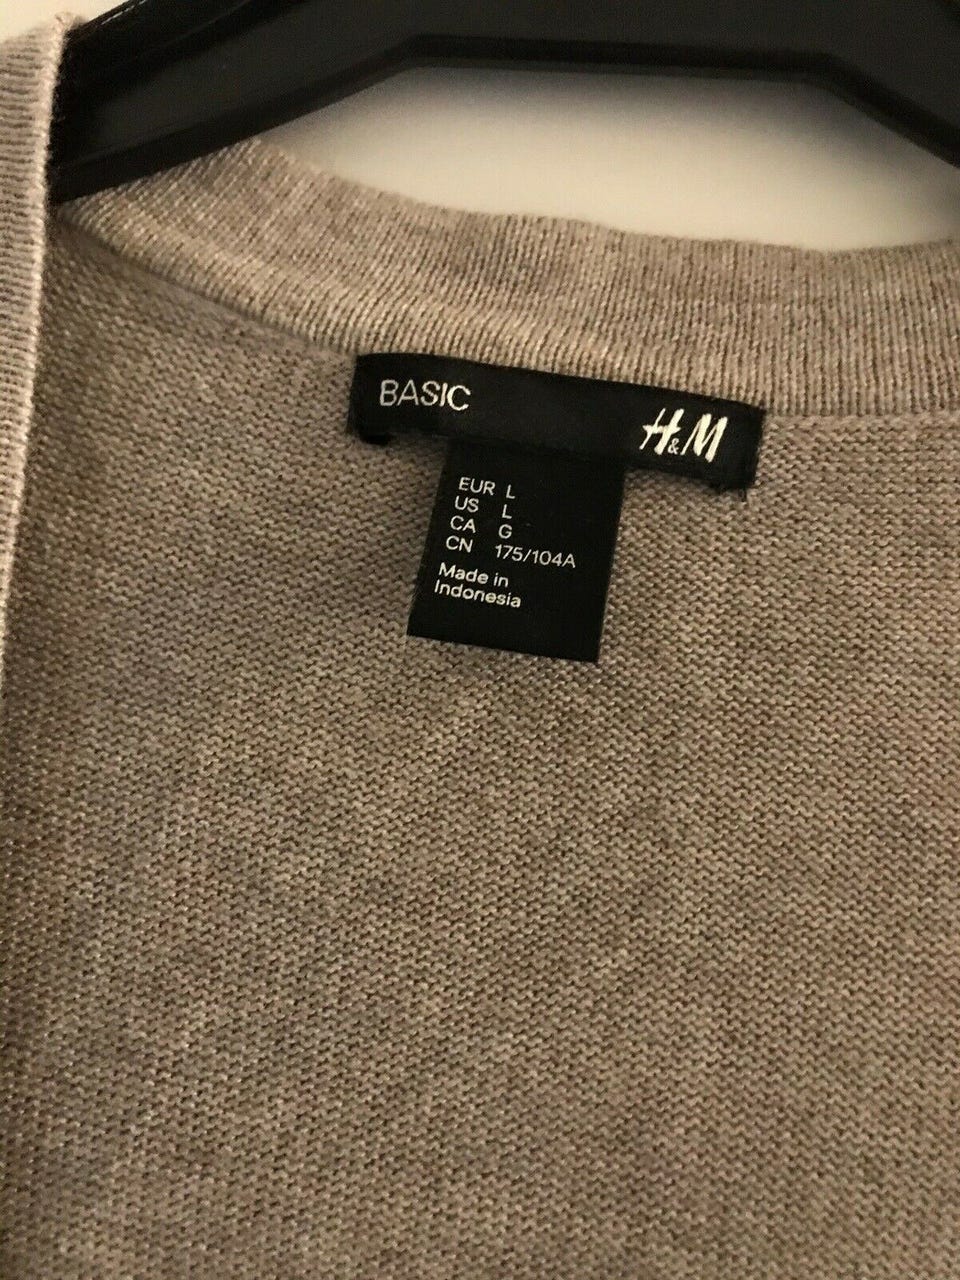 BASIC
H&M
EUR L
US L
CA G
CN 175/104A
Made in
Indonesia